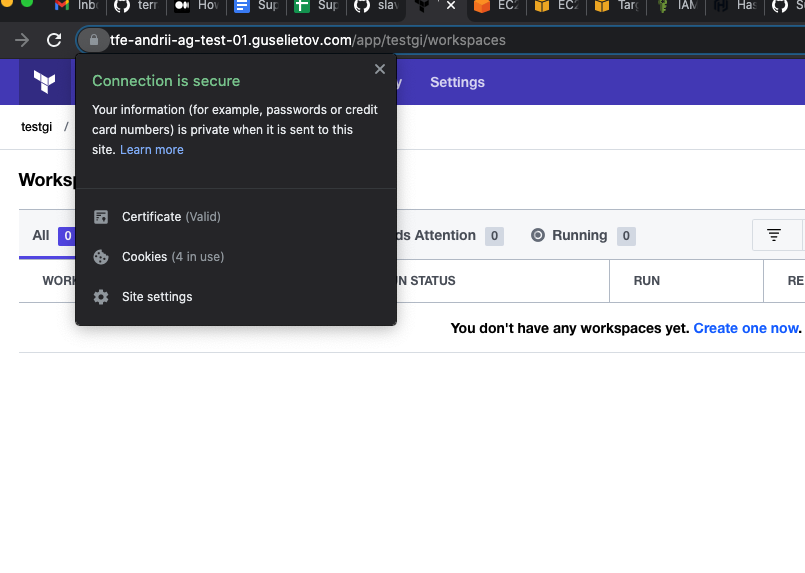 Inb terr Hov Sup Sup slav EC2 EC2 Targ IAM Has
tfe-andrii-ag-test-01.guselietov.com/app/testgi/workspaces
y Settings
Connection is secure
Your information (for example, passwords or credit
card numbers) is private when it is sent to this
site. Learn more
testgi /
Worksp
Certificate (Valid)
All 0 ds Attention 0 Running 0
Cookies (4 in use)
WORK N STATUS RUN RE
Site settings
You don't have any workspaces yet. Create one now.